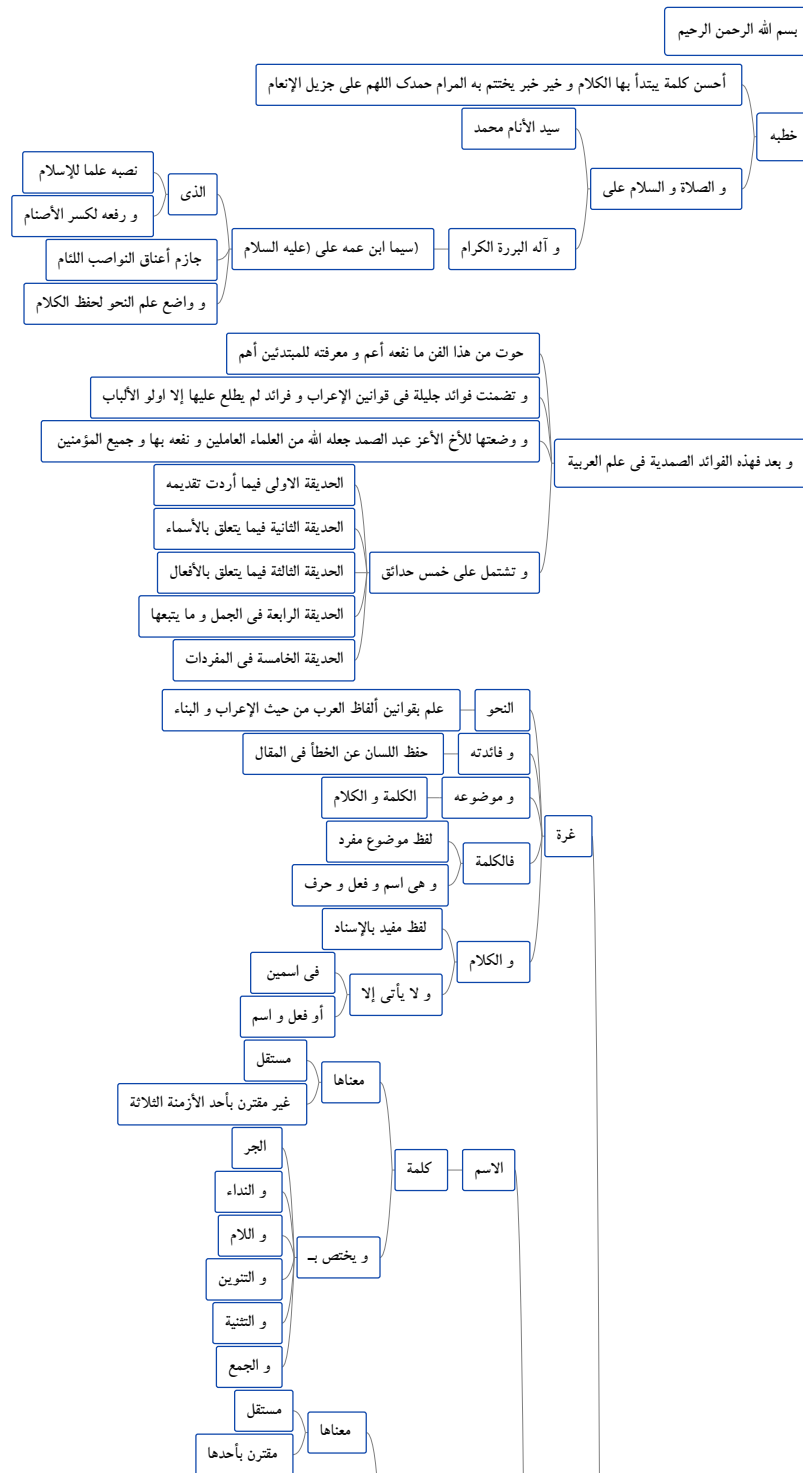 بسم الله الرحمن الرحيم
خطبه
أحسن كلمة يبتدأ بها الكلام و خير خبر يختتم به المرام حمدک اللهم على جزيل الإنعام
و الصلاة و السلام على
سيد الأنام محمد
و آله البررة الكرام
(سيما ابن عمه على (عليه السلام
الذى
نصبه علما للإسلام
و رفعه لكسر الأصنام
جازم أعناق النواصب اللئام
و واضع علم النحو لحفظ الكلام
و بعد فهذه الفوائد الصمدية فى علم العربية
حوت من هذا الفن ما نفعه أعم و معرفته للمبتدئين أهم
و تضمنت فوائد جليلة فى قوانين الإعراب و فرائد لم يطلع عليها إلا اولو الألباب
و وضعتها للأخ الأعز عبد الصمد جعله الله من العلماء العاملين و نفعه بها و جميع المؤمنين
و تشتمل على خمس حدائق
الحديقة الاولى فيما أردت تقديمه
الحديقة الثانية فيما يتعلق بالأسماء
الحديقة الثالثة فيما يتعلق بالأفعال
الحديقة الرابعة فى الجمل و ما يتبعها
الحديقة الخامسة فى المفردات
غرة
النحو
علم بقوانين ألفاظ العرب من حيث الإعراب و البناء
و فائدته
حفظ اللسان عن الخطأ فى المقال
و موضوعه
الكلمة و الكلام
فالكلمة
لفظ موضوع مفرد
و هى اسم و فعل و حرف
و الكلام
لفظ مفيد بالإسناد
و لا يأتى إلا
فى اسمين
أو فعل و اسم
الاسم
كلمة
معناها
مستقل
غير مقترن بأحد الأزمنة الثلاثة
و يختص بـ
الجر
و النداء
و اللام
و التنوين
و التثنية
و الجمع
معناها
مستقل
مقترن بأحدها